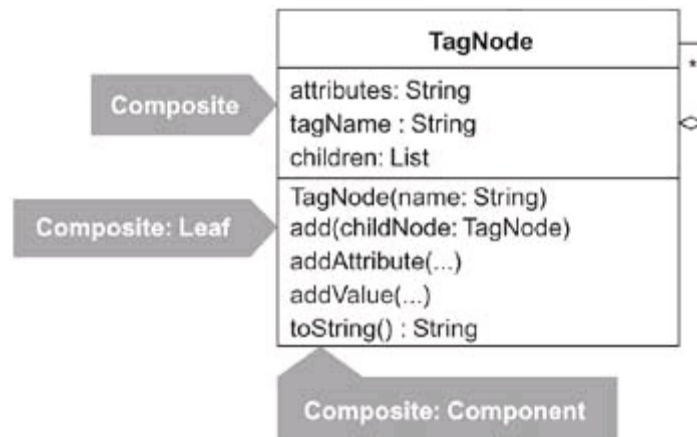 TagNode
*
Composite
attributes: String
tagName : String
children: List
Composite: Leaf
TagNode(name: String)
add(childNode: TagNode)
addAttribute(...)
addValue(...)
toString() : String
Composite: Component